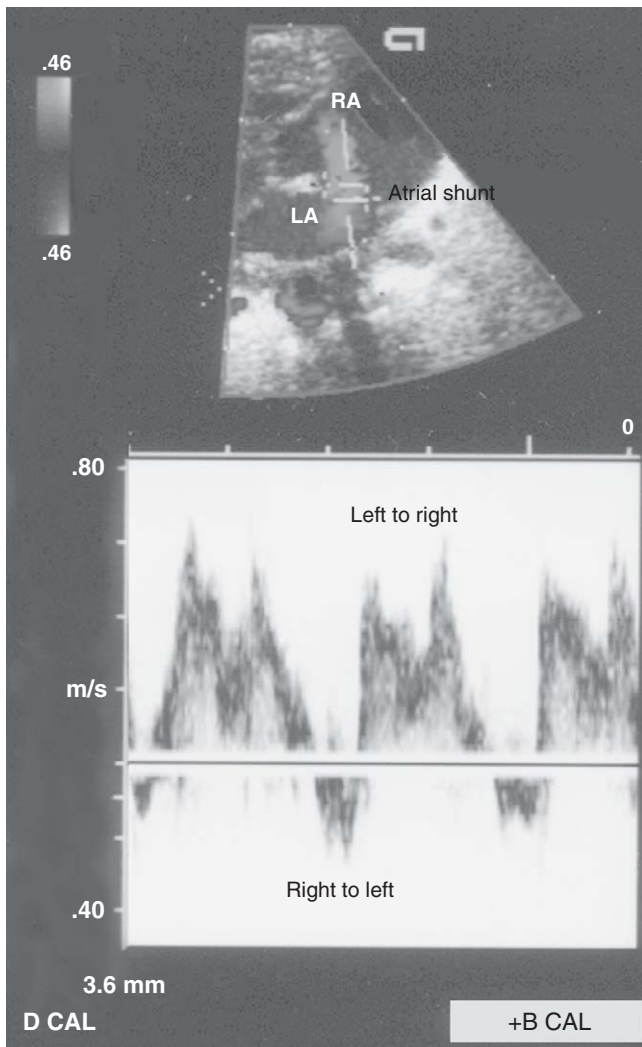 .46
RA
Atrial shunt
LA
.46
0
.80
Left to right
m/s
Right to left
.40
3.6 mm
D CAL
+B CAL